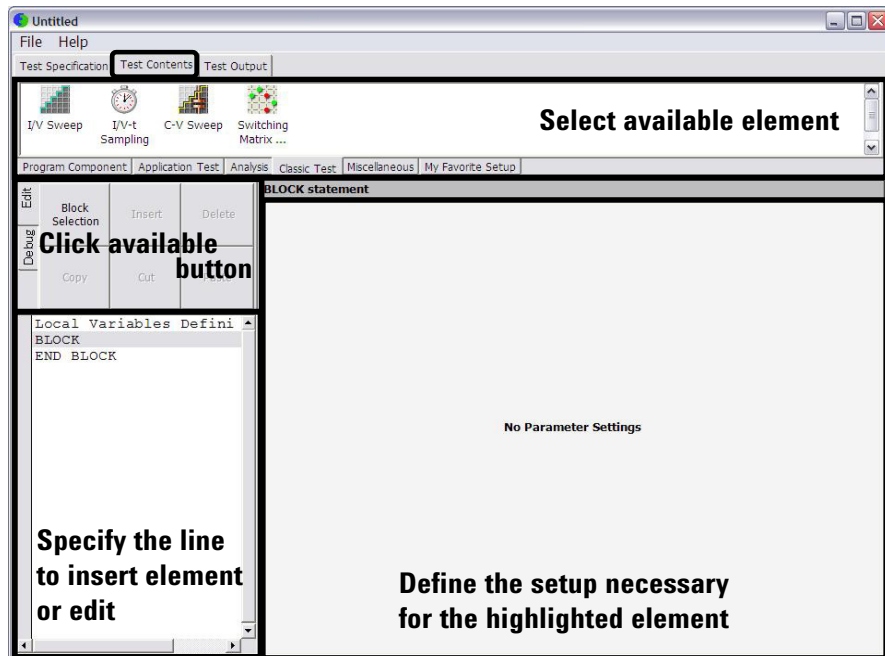 Untitled
File Help
Test Specification Test Contents Test Output
I/V Sweep
I/V-t Sampling
C-V Sweep
Switching Matrix ...
Select available element
Program Component Application Test Analysis Classic Test Miscellaneous My Favorite Setup
Edit
Debug
Block Selection
Insert
Delete
Click available button
Copy
Cut
BLOCK statement
Local Variables Defini
BLOCK
END BLOCK
No Parameter Settings
Specify the line
to insert element
or edit
Define the setup necessary
for the highlighted element